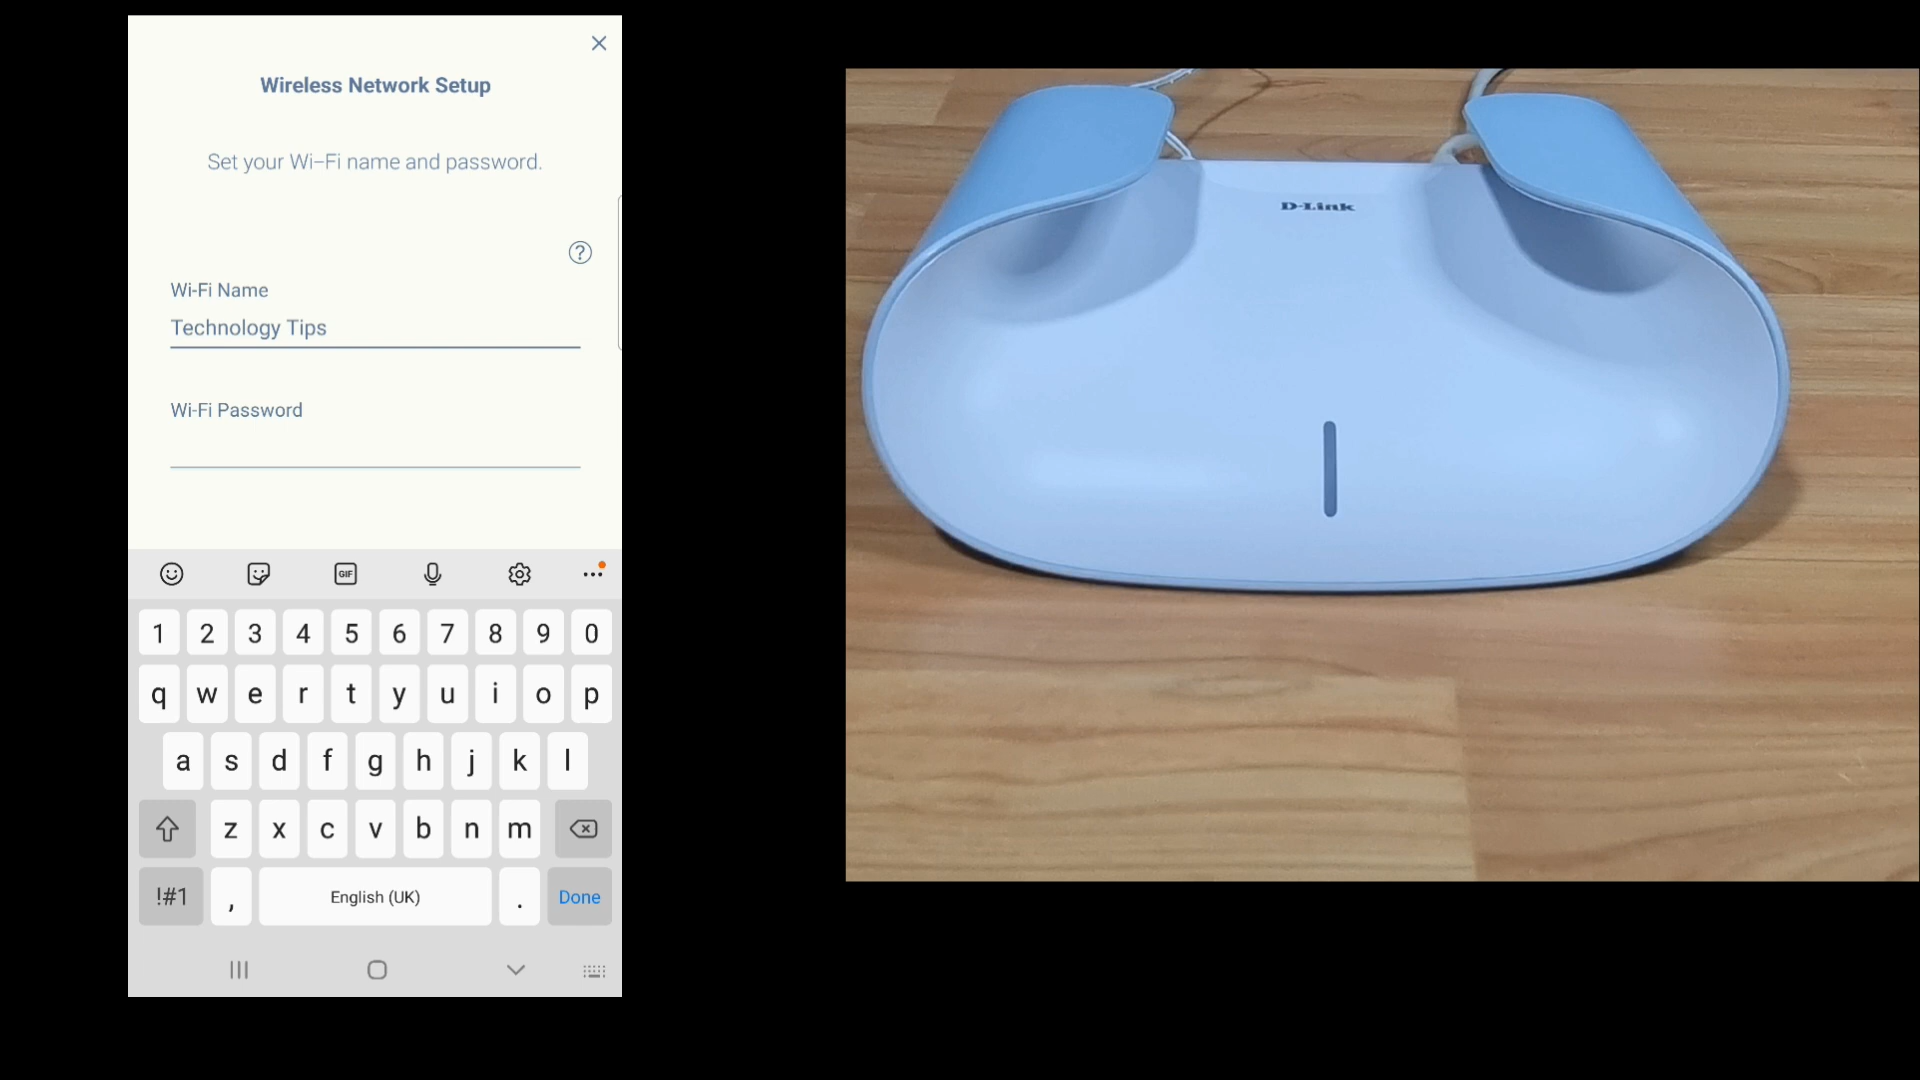 Wireless Network Setup
Set your Wi-Fi name and password.
?
Wi-Fi Name
Technology Tips
Wi-Fi Password
GIF
1 2 3 4 5 6 7 8 9 0
q w e r t y u i o p
a s d f g h j k l
z x c v b n m
!#1 , English (UK) . Done
D-Link